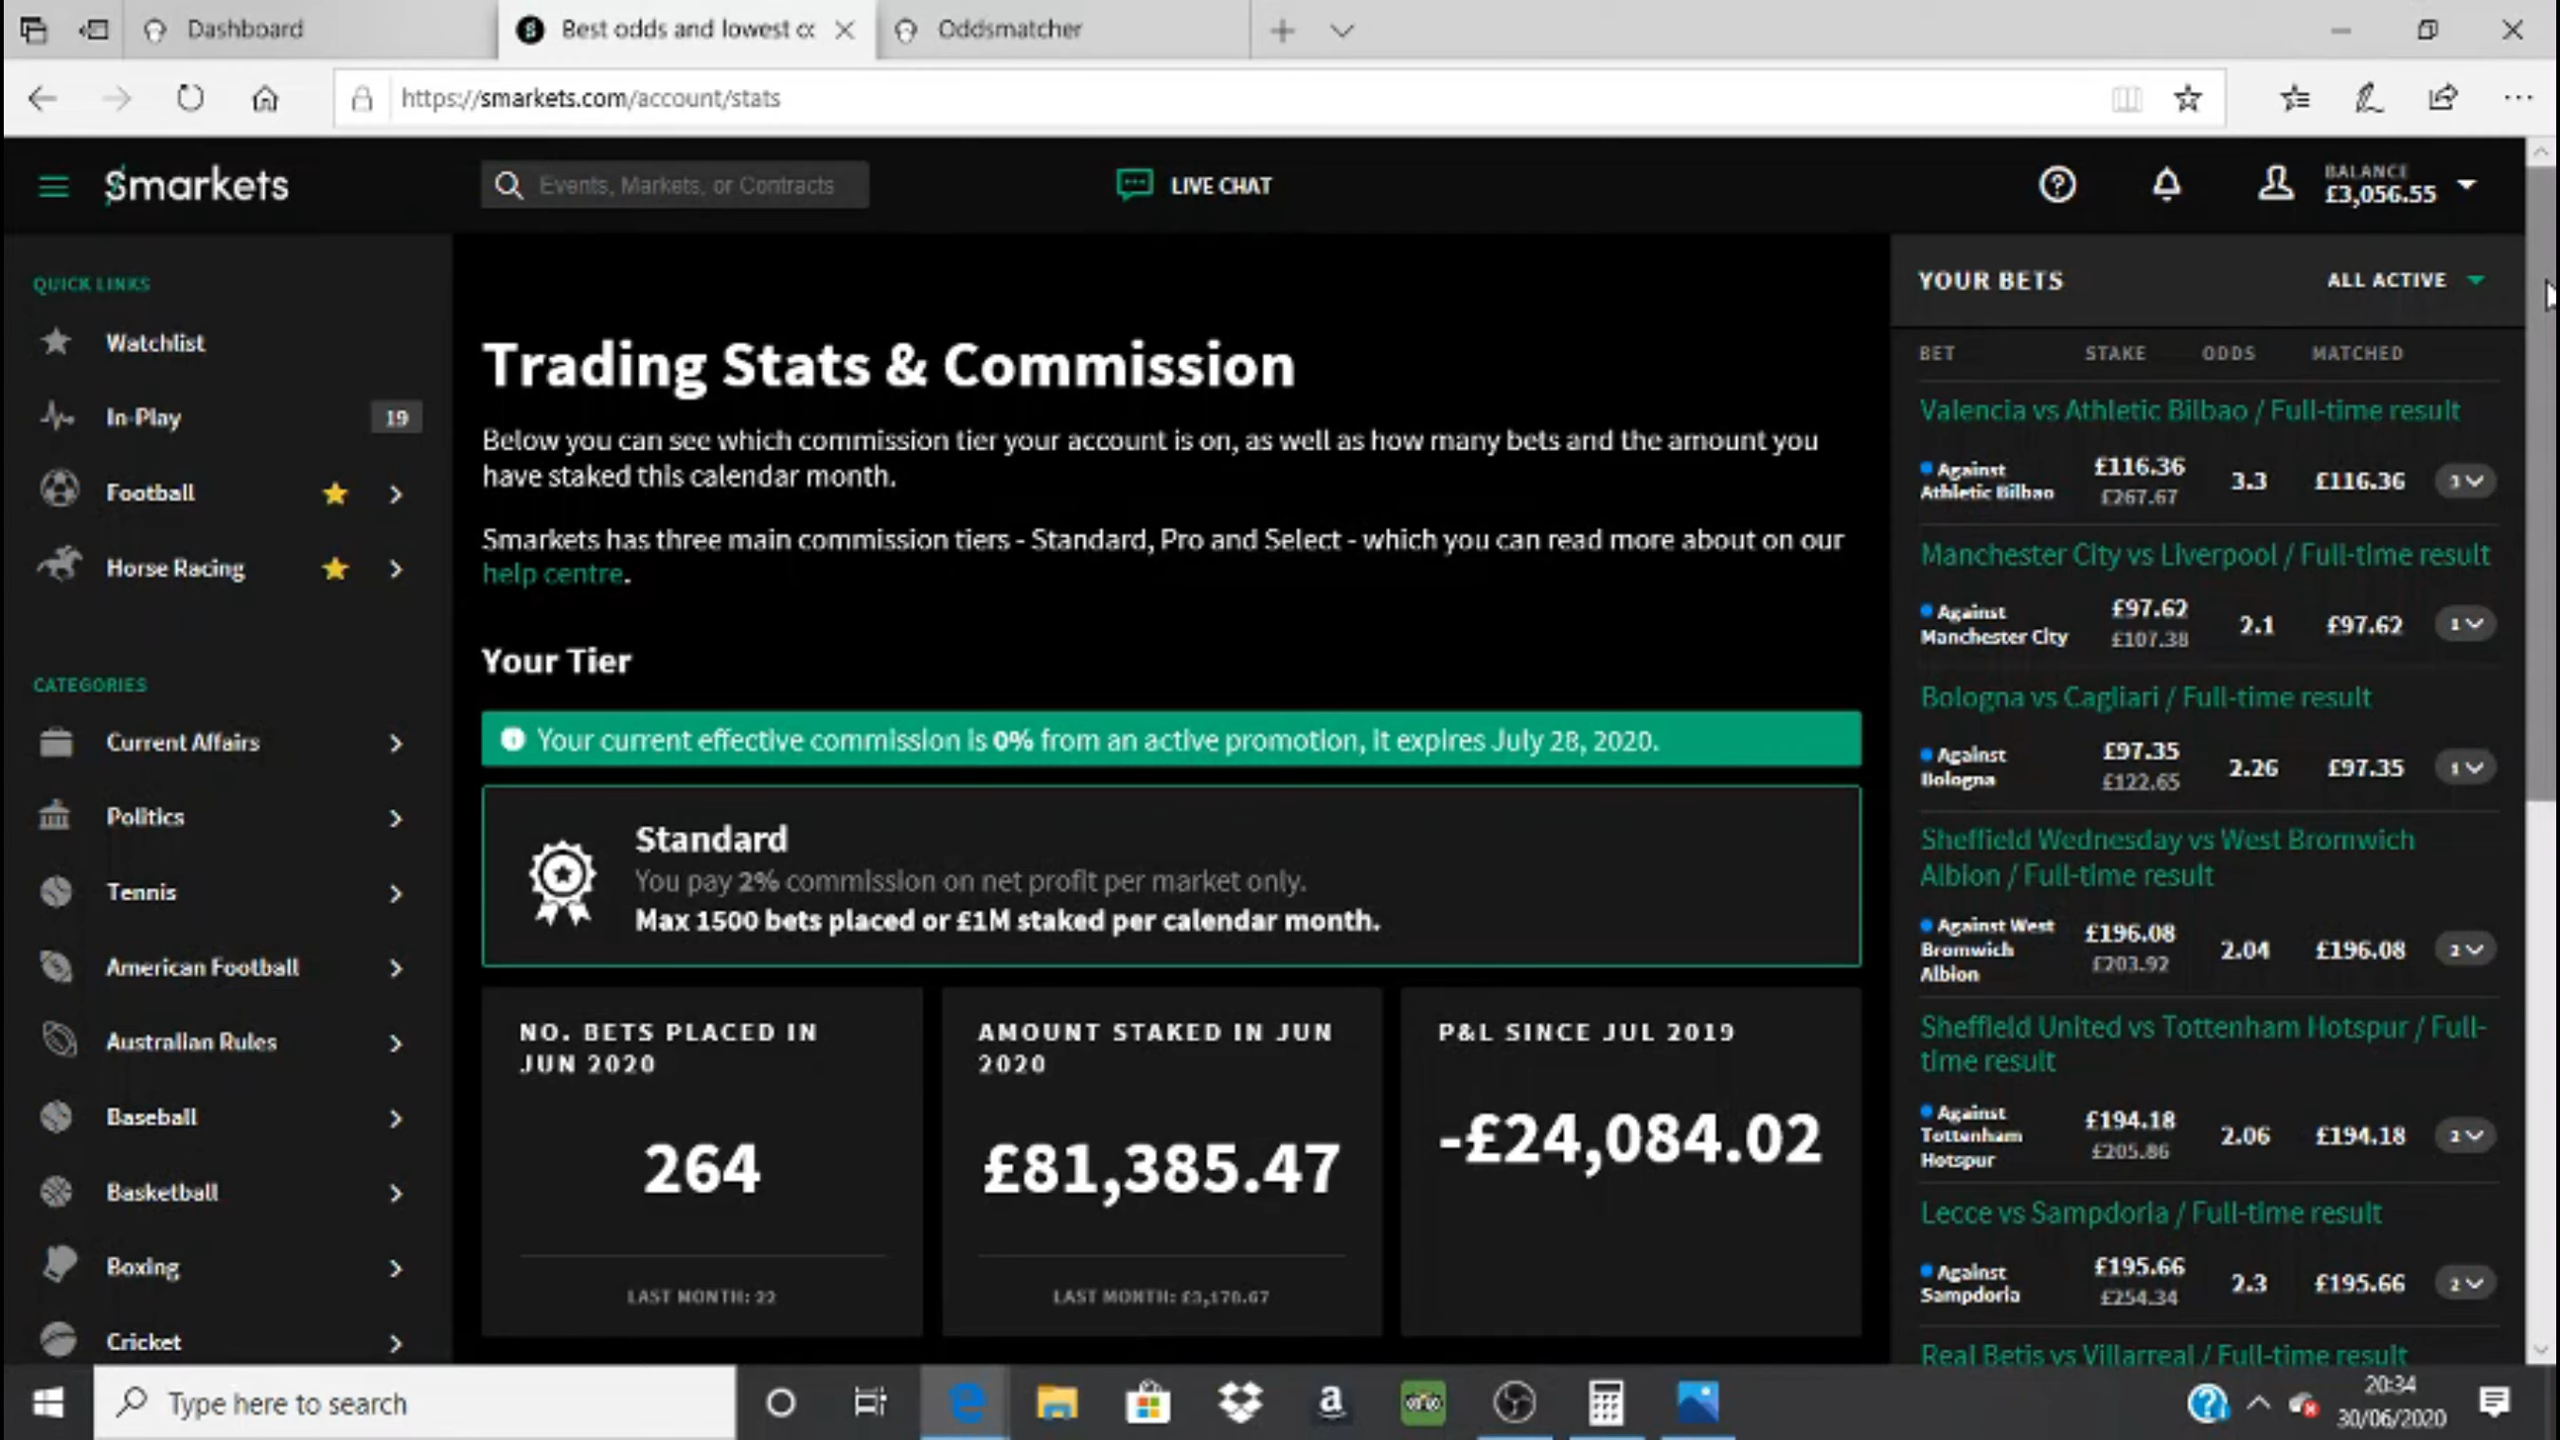 Dashboard
Best odds and lowest cc
Oddsmatcher
https://smarkets.com/account/stats
Smarkets
Events, Markets, or Contracts
LIVE CHAT
BALANCE
£3,056.55
QUICK LINKS
Watchlist
In-Play
19
Football
Horse Racing
CATEGORIES
Current Affairs
Politics
Tennis
American Football
Australian Rules
Baseball
Basketball
Boxing
Cricket
Trading Stats & Commission
Below you can see which commission tier your account is on, as well as how many bets and the amount you
have staked this calendar month.
Smarkets has three main commission tiers - Standard, Pro and Select - which you can read more about on our
help centre.
Your Tier
Your current effective commission is 0% from an active promotion, it expires July 28, 2020.
Standard
You pay 2% commission on net profit per market only.
Max 1500 bets placed or £1M staked per calendar month.
NO. BETS PLACED IN
JUN 2020
264
LAST MONTH: 22
AMOUNT STAKED IN JUN
2020
£81,385.47
LAST MONTH: £3,170.67
P&L SINCE JUL 2019
-£24,084.02
YOUR BETS
ALL ACTIVE
BET STAKE ODDS MATCHED
Valencia vs Athletic Bilbao / Full-time result
Against
Athletic Bilbao
£116.36
£267.67
3.3
£116.36
3
Manchester City vs Liverpool / Full-time result
Against
Manchester City
£97.62
£107.38
2.1
£97.62
1
Bologna vs Cagliari / Full-time result
Against
Bologna
£97.35
£122.65
2.26
£97.35
1
Sheffield Wednesday vs West Bromwich
Albion / Full-time result
Against West
Bromwich
Albion
£196.08
£203.92
2.04
£196.08
2
Sheffield United vs Tottenham Hotspur / Full-
time result
Against
Tottenham
Hotspur
£194.18
£205.86
2.06
£194.18
2
Lecce vs Sampdoria / Full-time result
Against
Sampdoria
£195.66
£254.34
2.3
£195.66
2
Real Betis vs Villarreal / Full-time result
Type here to search
20:34
30/06/2020